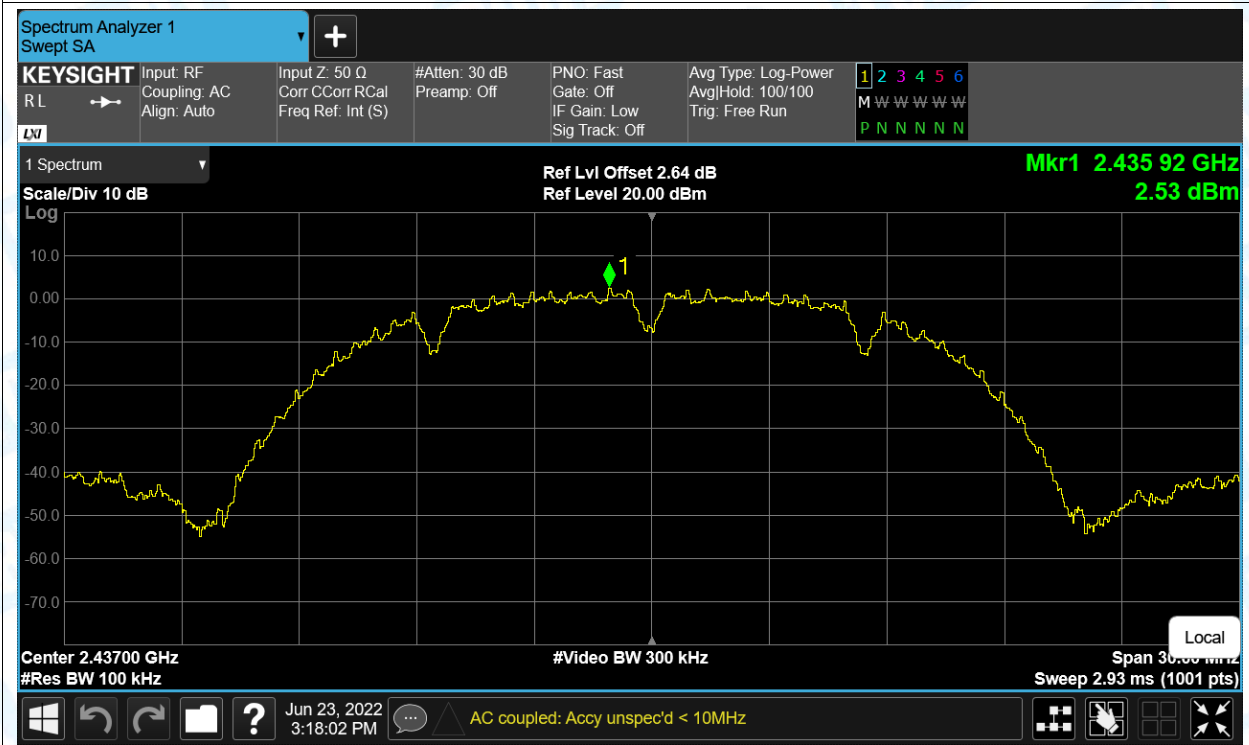 Spectrum Analyzer 1
Swept SA
KEYSIGHT
R L
LXI
Input: RF
Coupling: AC
Align: Auto
Input Z: 50 Ω
Corr CCorr RCal
Freq Ref: Int (S)
#Atten: 30 dB
Preamp: Off
PNO: Fast
Gate: Off
IF Gain: Low
Sig Track: Off
Avg Type: Log-Power
Avg|Hold: 100/100
Trig: Free Run
1 2 3 4 5 6
M W W W W W
P N N N N N
1 Spectrum
Scale/Div 10 dB
Log
Ref Lvl Offset 2.64 dB
Ref Level 20.00 dBm
Mkr1 2.435 92 GHz
2.53 dBm
1
10.0
0.00
-10.0
-20.0
-30.0
-40.0
-50.0
-60.0
-70.0
Local
Center 2.43700 GHz
#Video BW 300 kHz
Span 30.00 MHz
#Res BW 100 kHz
Sweep 2.93 ms (1001 pts)
?
Jun 23, 2022
3:18:02 PM
AC coupled: Accy unspec'd < 10MHz